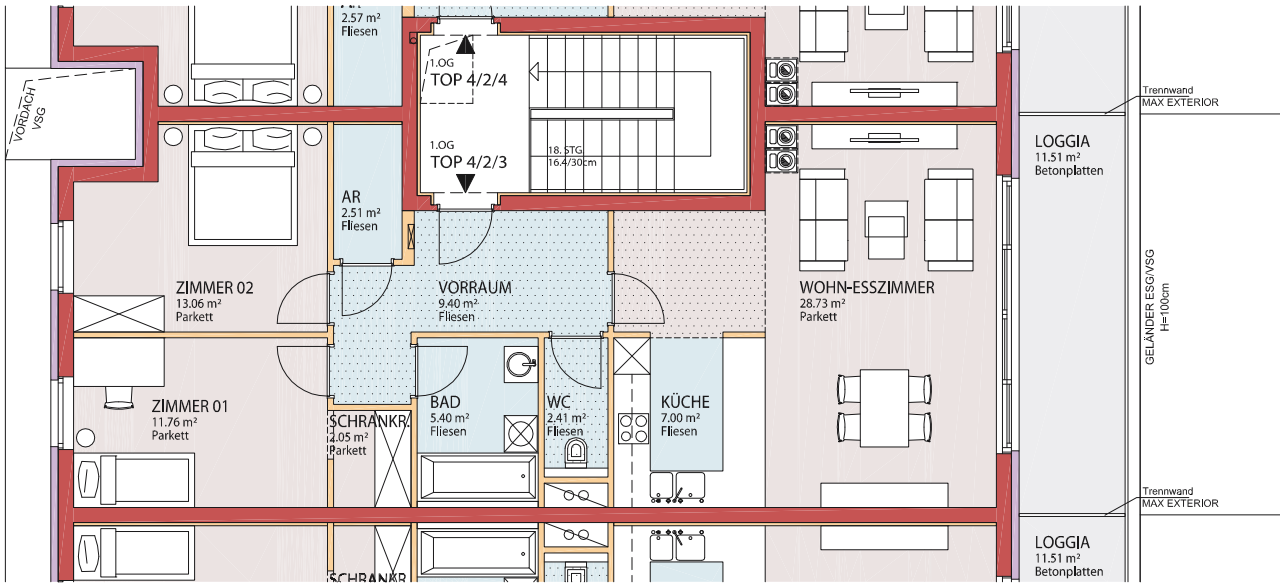 AR
2.57 m²
Fliesen
VORDACH
VSG
1.OG
TOP 4/2/4
1.OG
TOP 4/2/3
18. STG
16.4/30cm
Trennwand
MAX EXTERIOR
LOGGIA
11.51 m²
Betonplatten
AR
2.51 m²
Fliesen
ZIMMER 02
13.06 m²
Parkett
VORRAUM
9.40 m²
Fliesen
WOHN-ESSZIMMER
28.73 m²
Parkett
GELÄNDER ESG/VSG
H=100cm
ZIMMER 01
11.76 m²
Parkett
SCHRANKR.
2.05 m²
Parkett
BAD
5.40 m²
Fliesen
WC
2.41 m²
Fliesen
KÜCHE
7.00 m²
Fliesen
Trennwand
MAX EXTERIOR
LOGGIA
11.51 m²
Betonplatten
SCHRANKR.